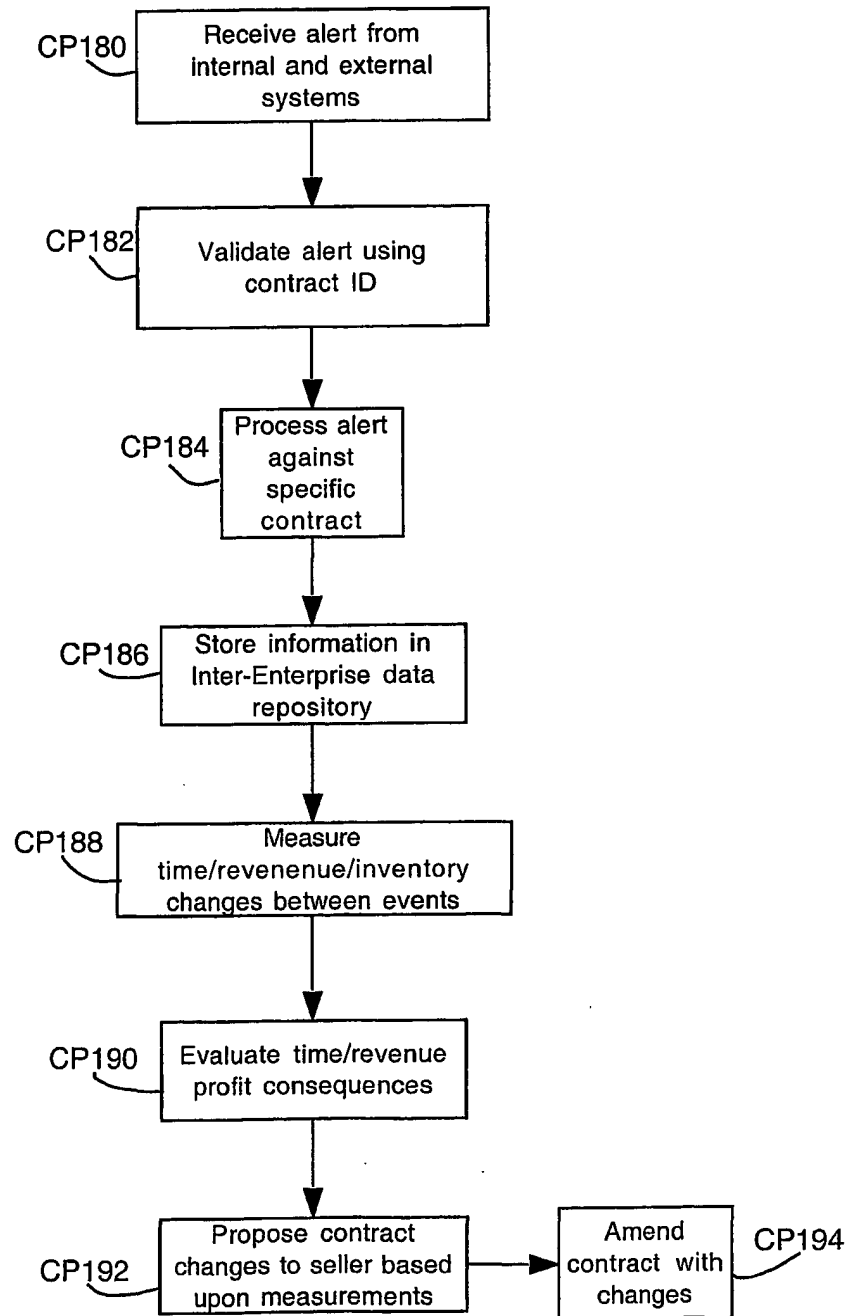 CP180
Receive alert from
internal and external
systems
CP182
Validate alert using
contract ID
CP184
Process alert
against
specific
contract
CP186
Store information in
Inter-Enterprise data
repository
CP188
Measure
time/revenenue/inventory
changes between events
CP190
Evaluate time/revenue
profit consequences
CP192
Propose contract
changes to seller based
upon measurements
Amend
contract with
changes
CP194